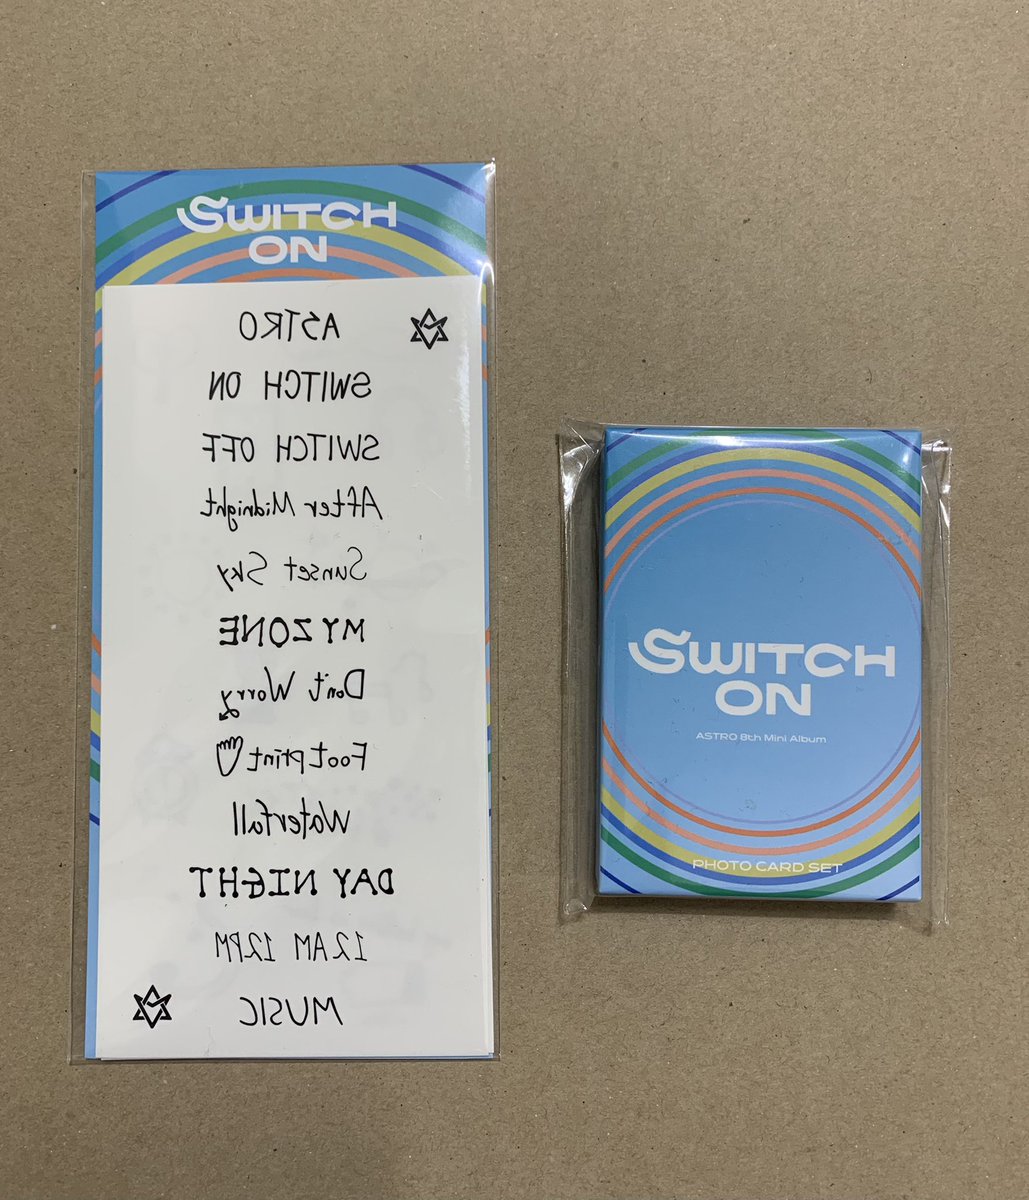 SWITCH
ON
ASTRO
SWITCH ON
SWITCH OFF
After Midnight
Sunset Sky
MY ZONE
Don't Worry
Footprint
Waterfall
DAY NIGHT
12AM 12PM
MUSIC
SWITCH
ON
ASTRO 8th Mini Album
PHOTO CARD SET